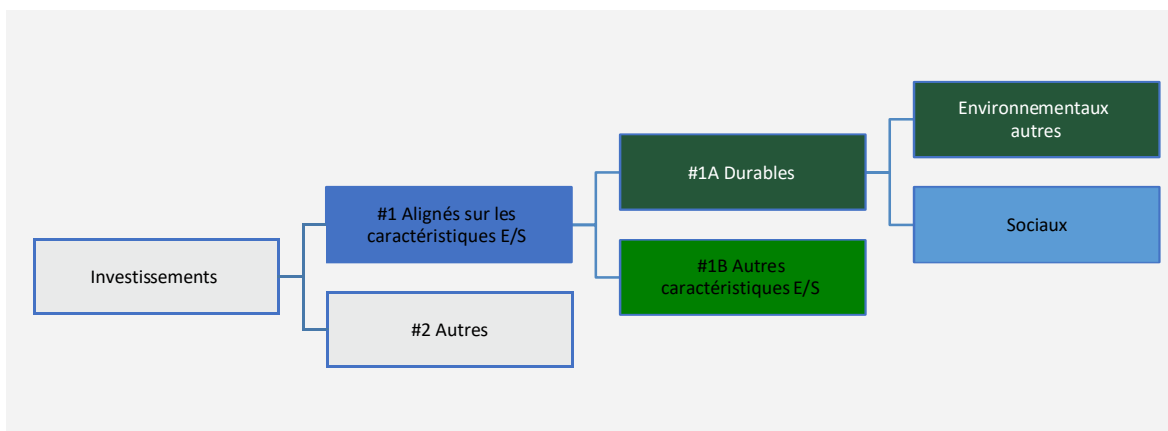 Investissements
#1 Alignés sur les
caractéristiques E/S
#2 Autres
#1A Durables
#1B Autres
caractéristiques E/S
Environnementaux
autres
Sociaux